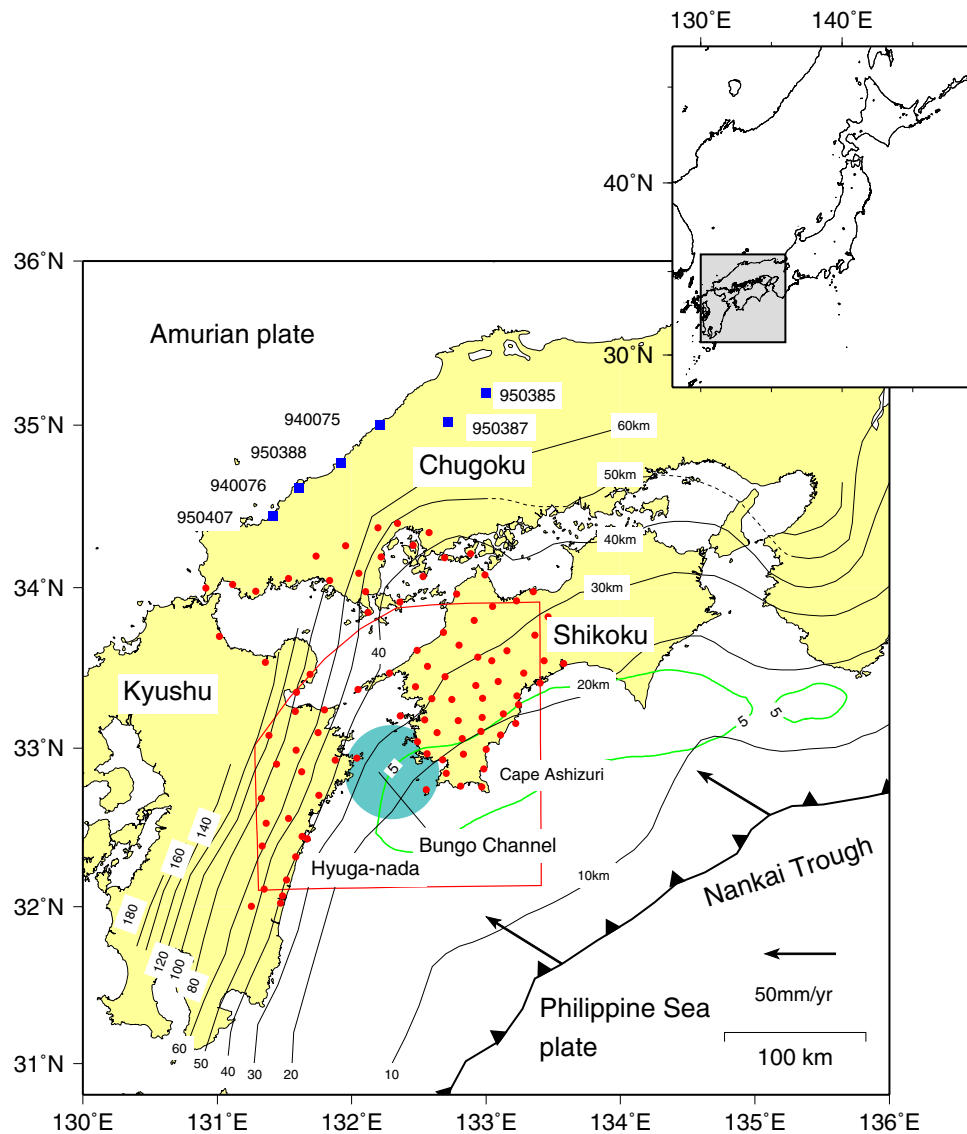 130˚E
140˚E
40˚N
30˚N
36˚N
35˚N
34˚N
33˚N
32˚N
31˚N
Amurian plate
950385
940075
950387
950388
60km
Chugoku
940076
50km
950407
40km
30km
Shikoku
40
Kyushu
20km
5
5
5
Cape Ashizuri
140
160
Bungo Channel
Hyuga-nada
10km
Nankai Trough
180
120
100
80
50mm/yr
Philippine Sea
plate
60
50
40
30
20
10
100 km
130˚E
131˚E
132˚E
133˚E
134˚E
135˚E
136˚E